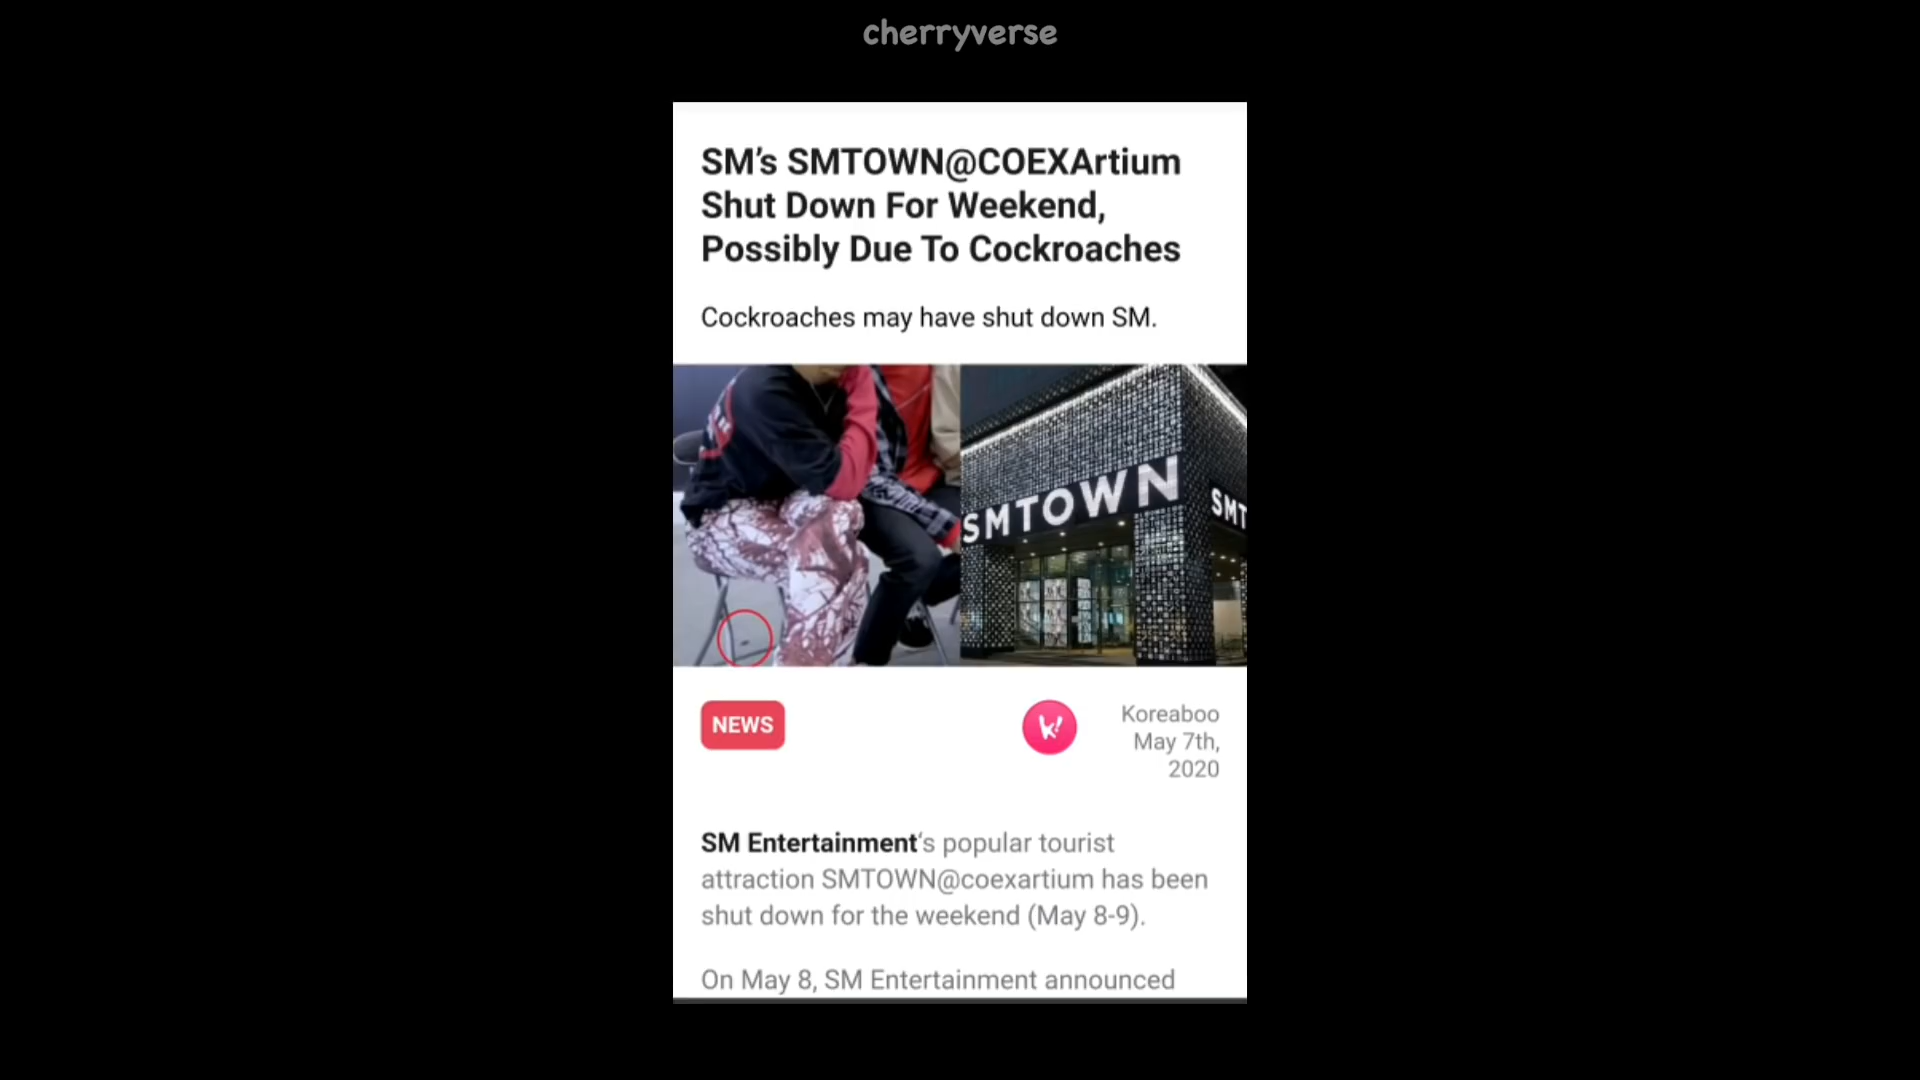 cherryverse
SM’s SMTOWN@COEXArtium
Shut Down For Weekend,
Possibly Due To Cockroaches
Cockroaches may have shut down SM.
SMTOWN
SMT
NEWS
k!
Koreaboo
May 7th,
2020
SM Entertainment‘s popular tourist
attraction SMTOWN@coexartium has been
shut down for the weekend (May 8-9).
On May 8, SM Entertainment announced